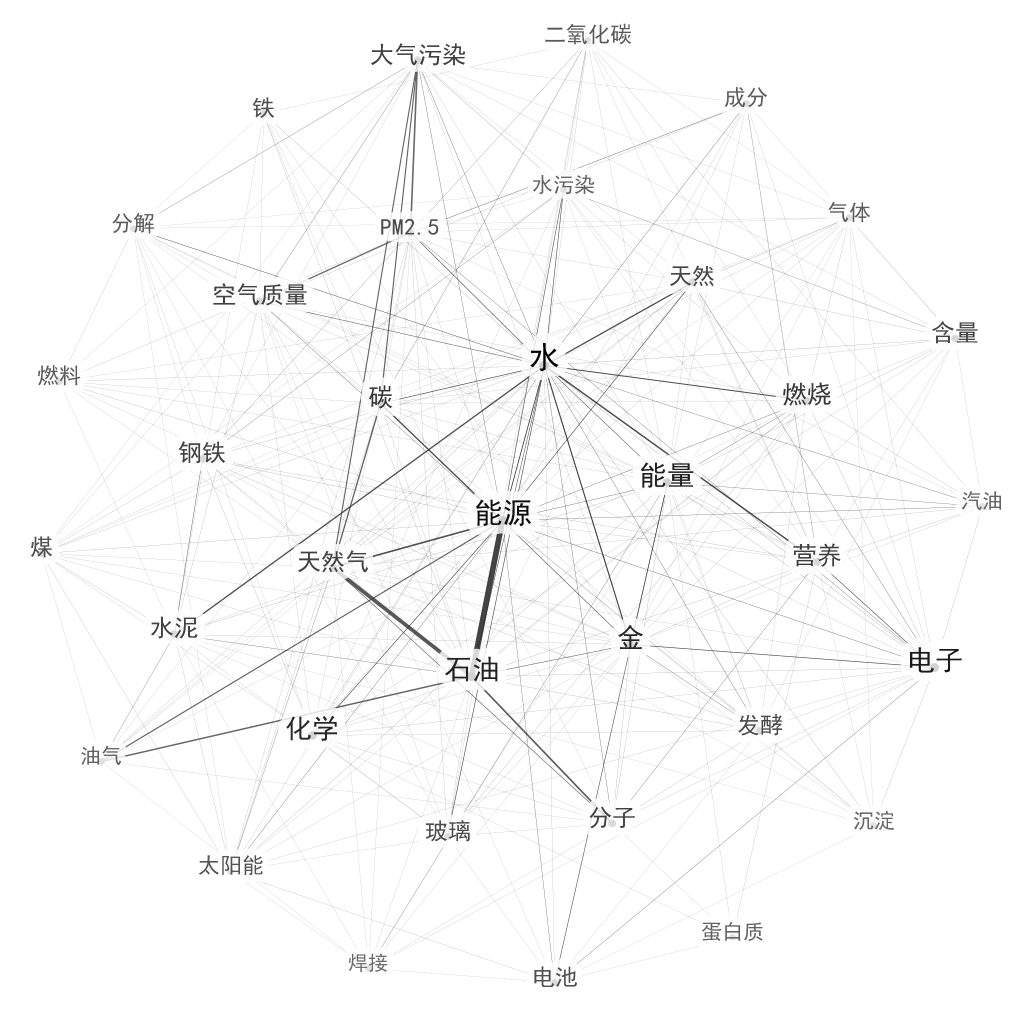 二氧化碳
大气污染
成分
铁
水污染
气体
分解
PM2.5
天然
空气质量
含量
水
燃料
碳
燃烧
钢铁
能量
汽油
能源
煤
营养
天然气
水泥
金
电子
石油
发酵
化学
油气
分子
沉淀
玻璃
太阳能
蛋白质
焊接
电池